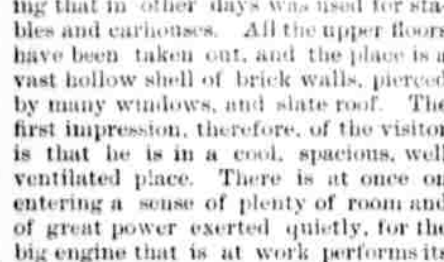 ing that in other days was used for sta-
bles and carhouses. All the upper floors
have been taken out, and the place is a
vast hollow shell of brick walls, pierced
by many windows, and slate roof. The
first impression, therefore, of the visitor
is that he is in a cool, spacious, well
ventilated place. There is at once on
entering a sense of plenty of room and
of great power exerted quietly, for the
big engine that is at work performs its